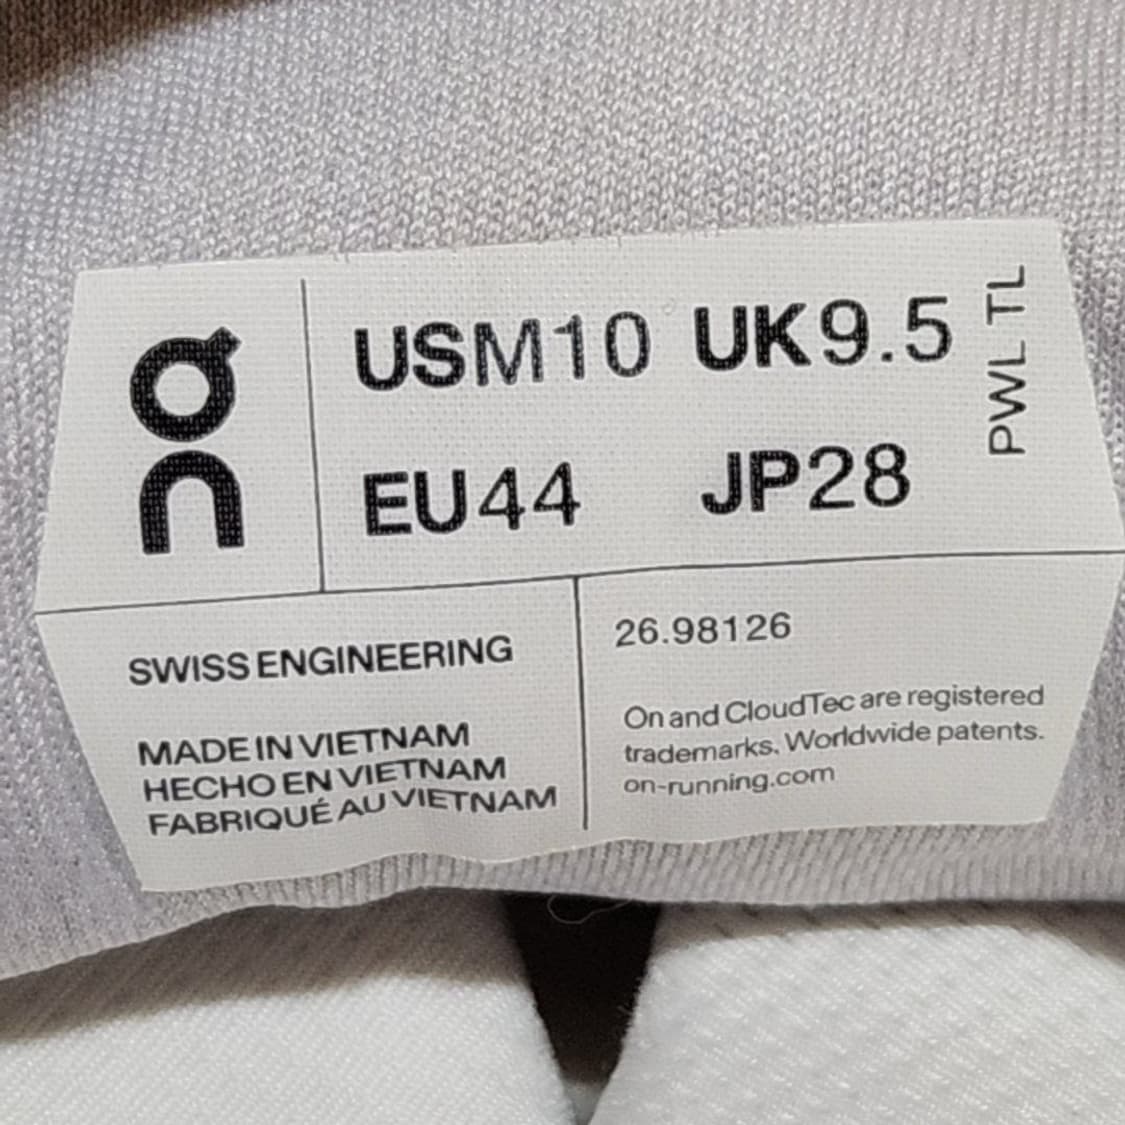 On
USM10 UK9.5
EU44 JP28
PWL TL
SWISS ENGINEERING
MADE IN VIETNAM
HECHO EN VIETNAM
FABRIQUÉ AU VIETNAM
26.98126
On and CloudTec are registered
trademarks. Worldwide patents.
on-running.com